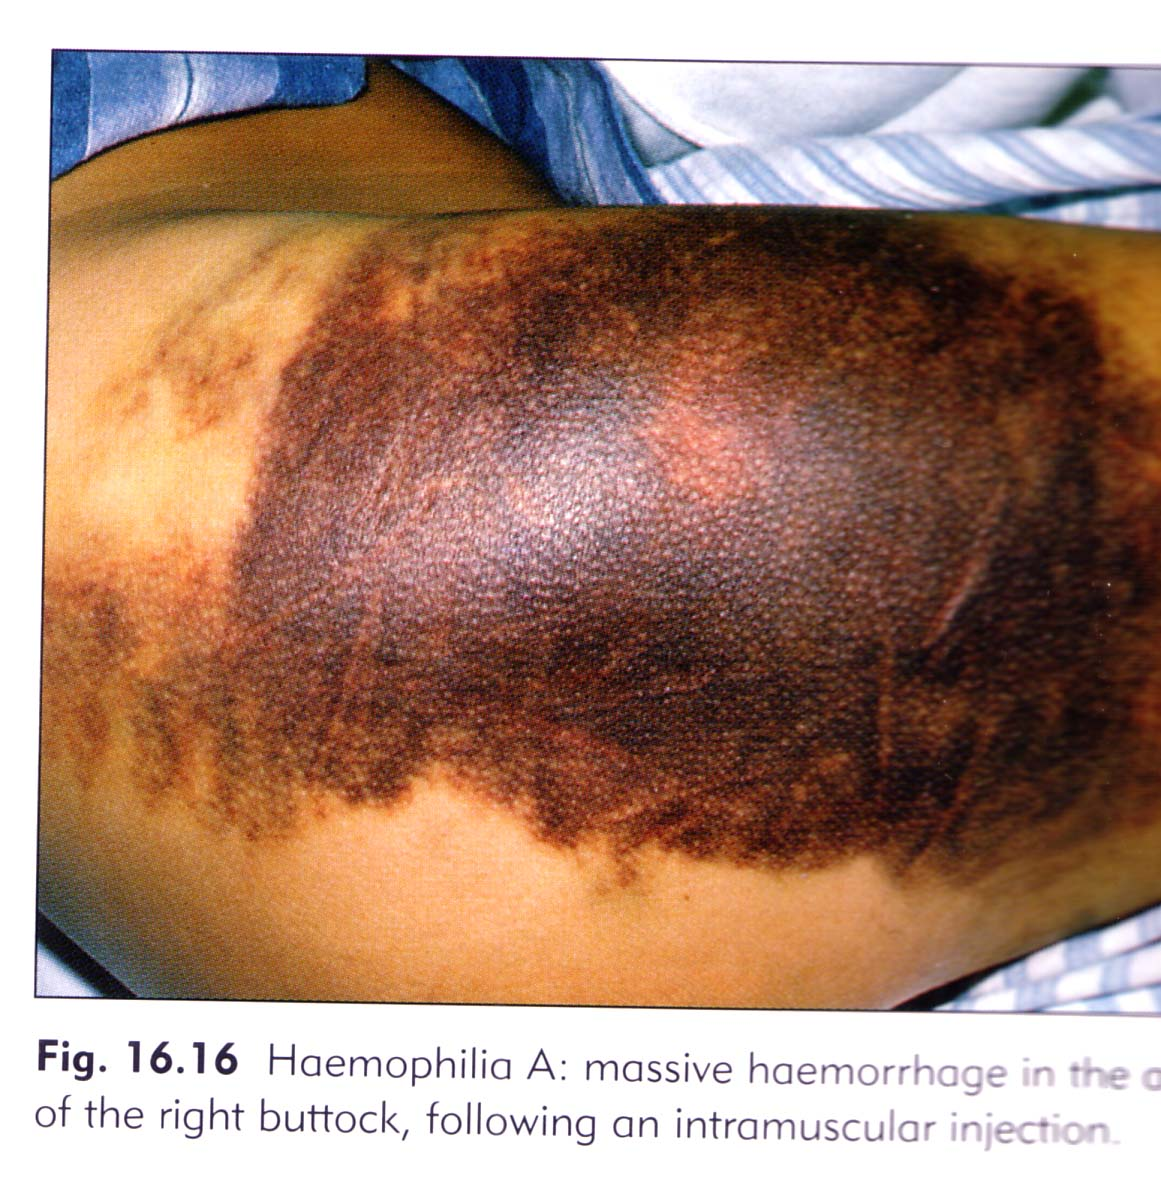 Fig. 16.16 Haemophilia A: massive haemorrhage in the
of the right buttock, following an intramuscular injection.